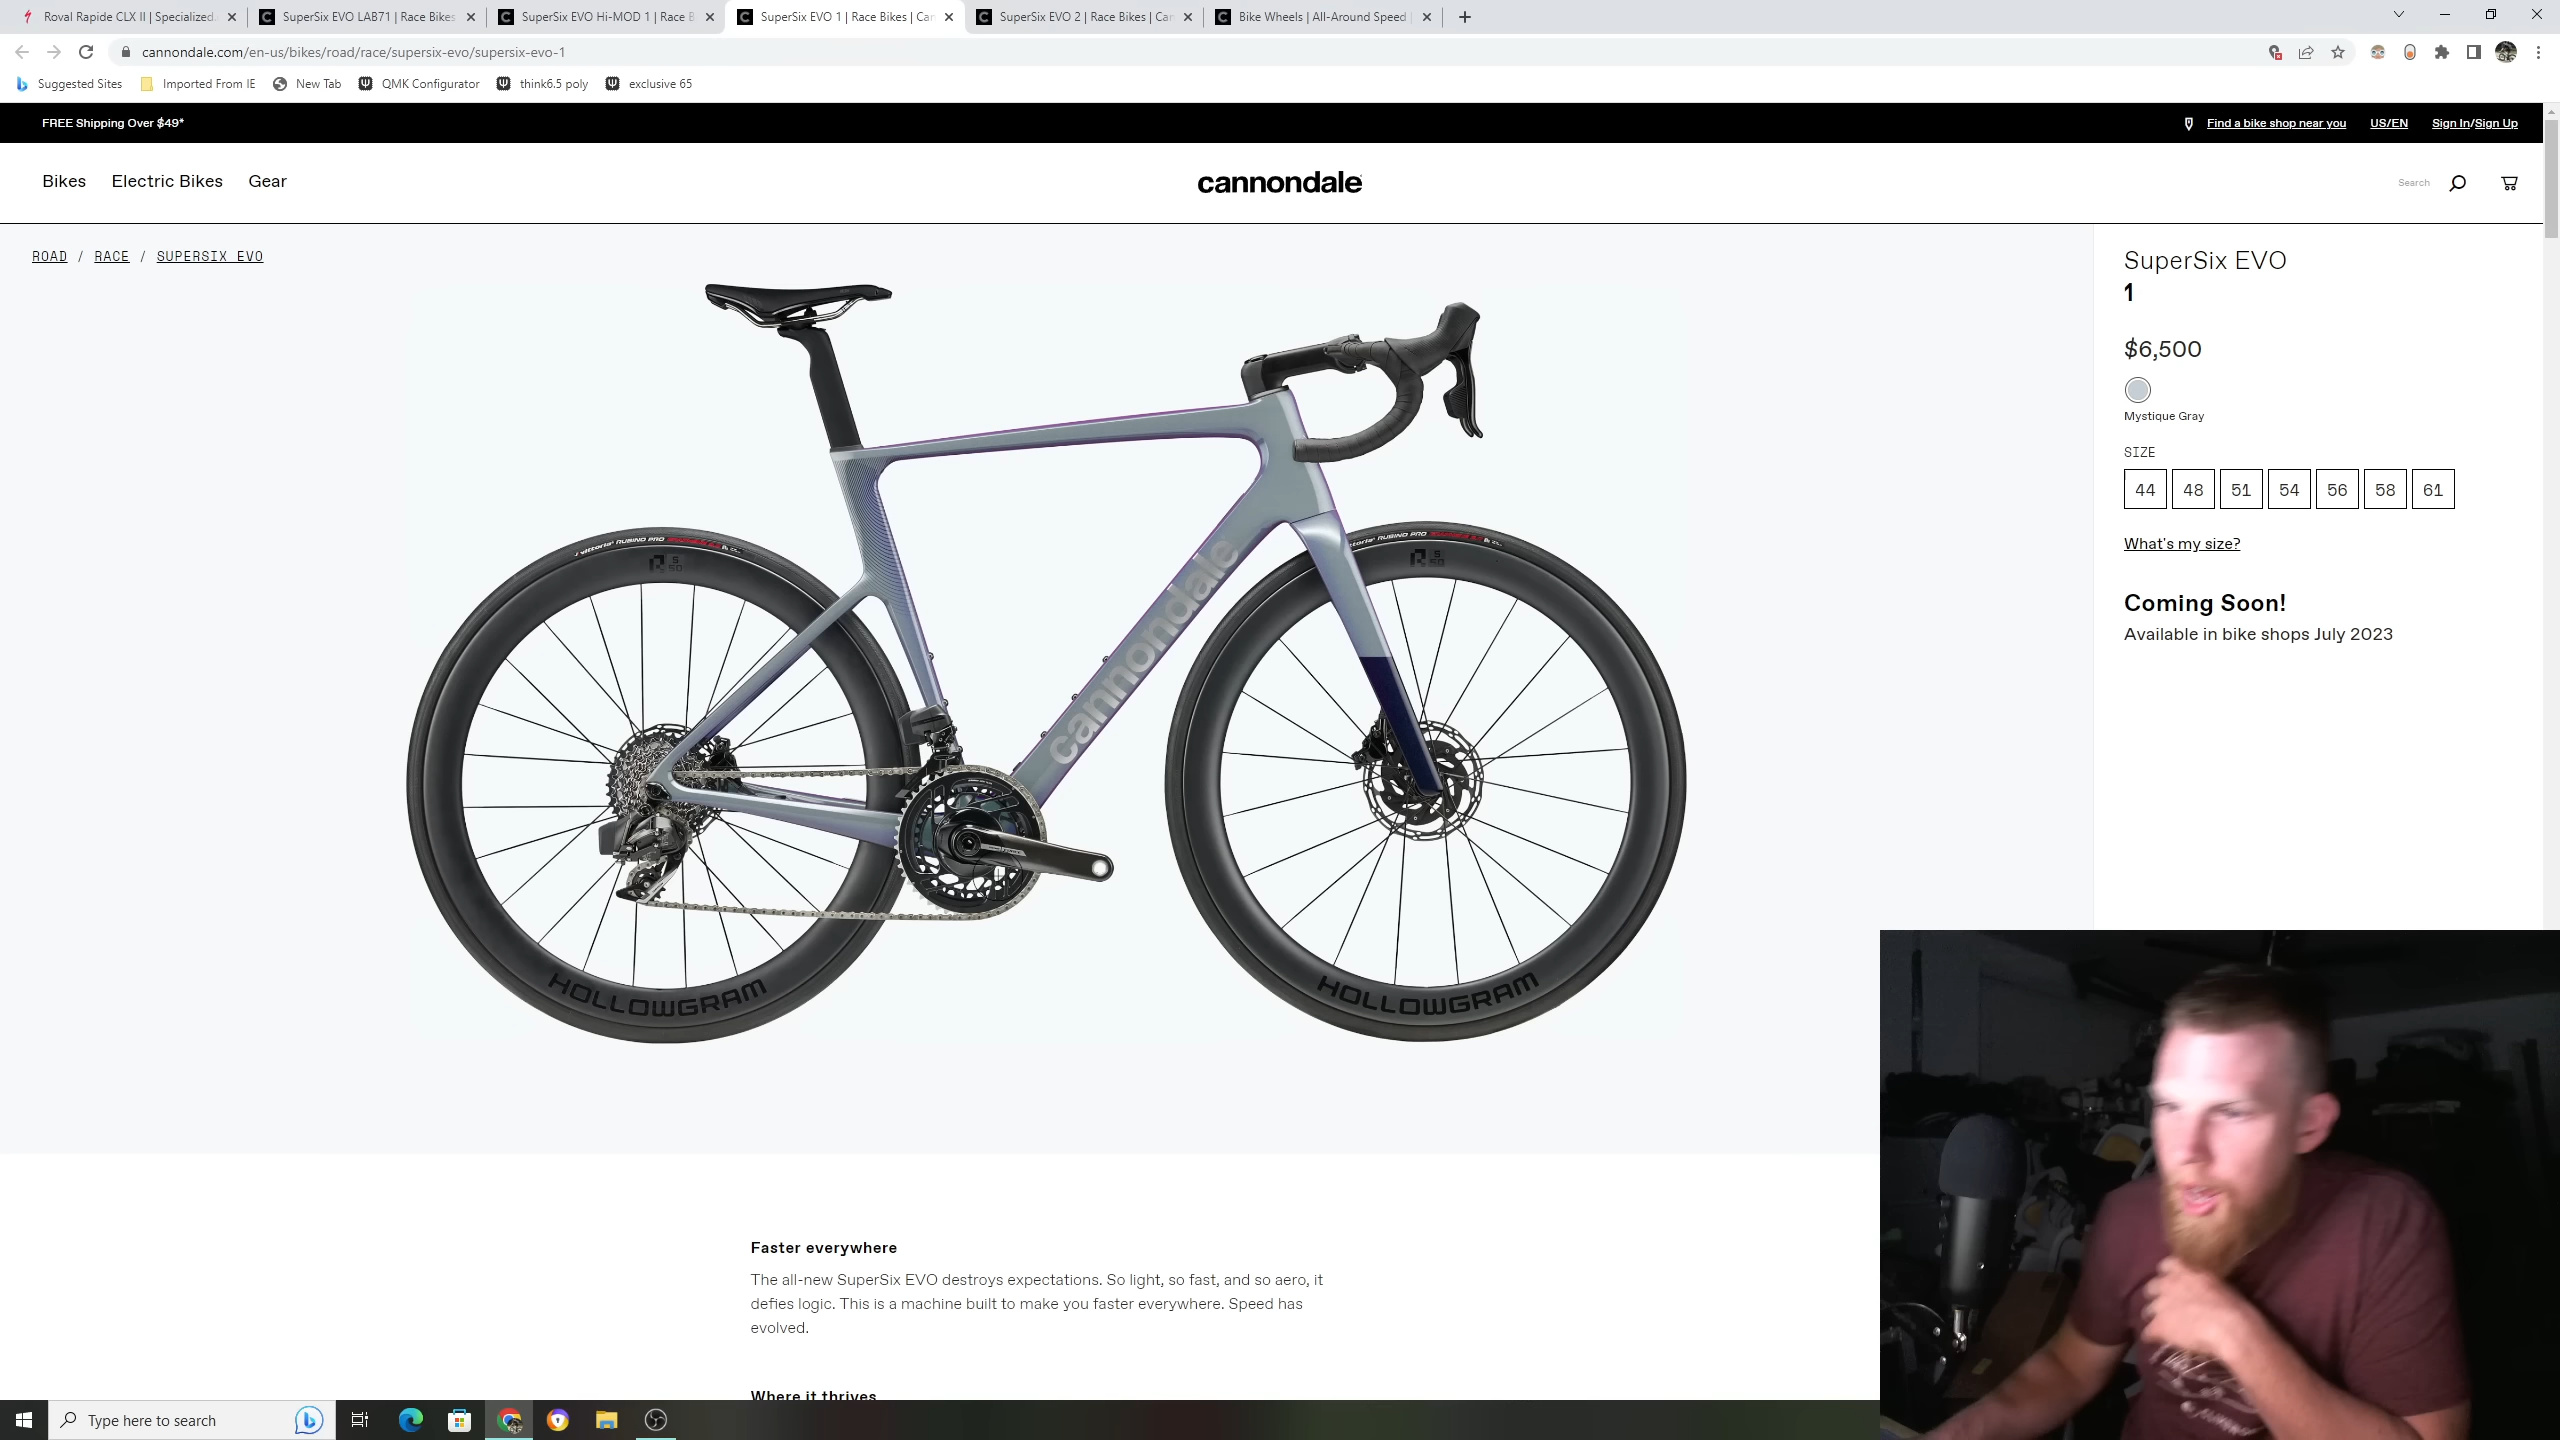 Roval Rapide CLX II | Specialized.
SuperSix EVO LAB71 | Race Bikes
SuperSix EVO Hi-MOD 1 | Race B
SuperSix EVO 1 | Race Bikes | Can
SuperSix EVO 2 | Race Bikes | Can
Bike Wheels | All-Around Speed |
cannondale.com/en-us/bikes/road/race/supersix-evo/supersix-evo-1
Suggested Sites
Imported From IE
New Tab
QMK Configurator
think6.5 poly
exclusive 65
FREE Shipping Over $49*
Find a bike shop near you
US/EN
Sign In/Sign Up
Bikes
Electric Bikes
Gear
cannondale
Search
ROAD / RACE / SUPERSIX EVO
SuperSix EVO
1
$6,500
Mystique Gray
SIZE
44 48 51 54 56 58 61
What's my size?
Coming Soon!
Available in bike shops July 2023
vittoria RUBINO PRO
RUBINO PRO
cannondale
HOLLOWGRAM
HOLLOWGRAM
Faster everywhere
The all-new SuperSix EVO destroys expectations. So light, so fast, and so aero, it
defies logic. This is a machine built to make you faster everywhere. Speed has
evolved.
Where it thrives
Type here to search